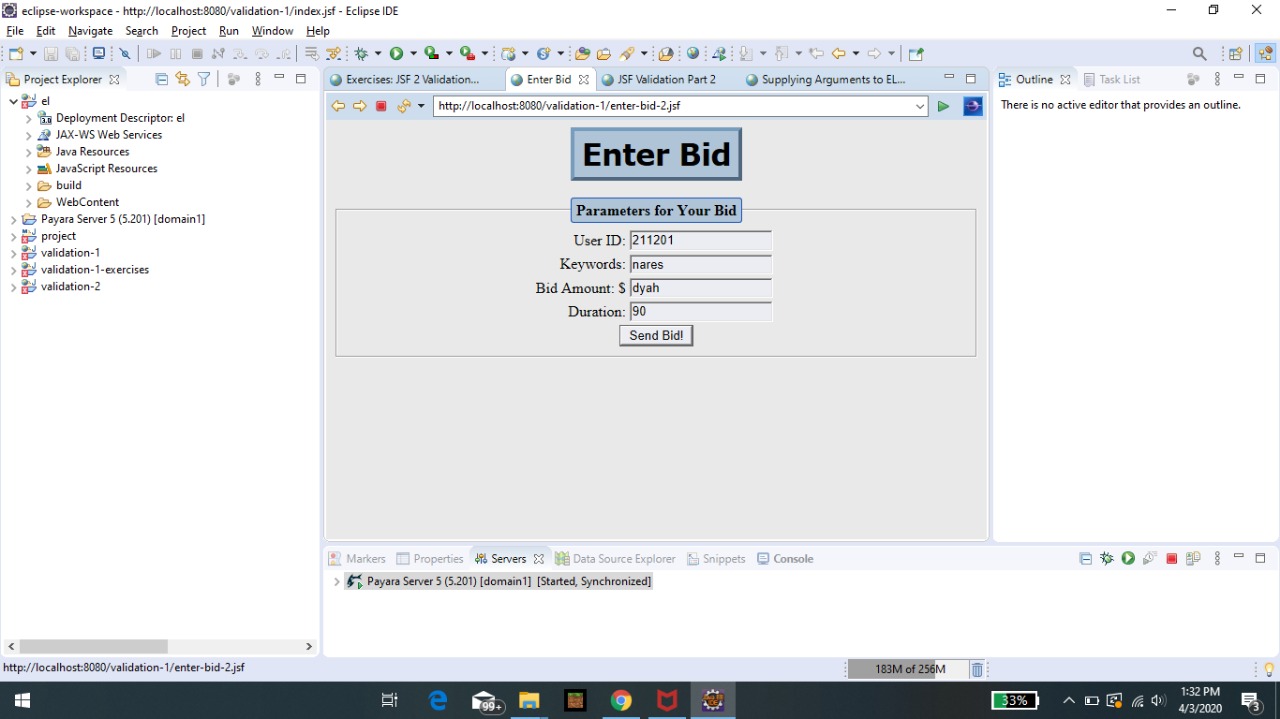 eclipse-workspace - http://localhost:8080/validation-1/index.jsf - Eclipse IDE
File Edit Navigate Search Project Run Window Help
Project Explorer
Exercises: JSF 2 Validation...
Enter Bid
JSF Validation Part 2
Supplying Arguments to EL...
Outline
Task List
el
Deployment Descriptor: el
JAX-WS Web Services
Java Resources
JavaScript Resources
build
WebContent
Payara Server 5 (5.201) [domain1]
project
validation-1
validation-1-exercises
validation-2
http://localhost:8080/validation-1/enter-bid-2.jsf
Enter Bid
Parameters for Your Bid
User ID: 211201
Keywords: nares
Bid Amount: $ dyah
Duration: 90
Send Bid!
There is no active editor that provides an outline.
Markers Properties Servers Data Source Explorer Snippets Console
Payara Server 5 (5.201) [domain1] [Started, Synchronized]
http://localhost:8080/validation-1/enter-bid-2.jsf
183M of 256M
99+
33%
1:32 PM
4/3/2020
3